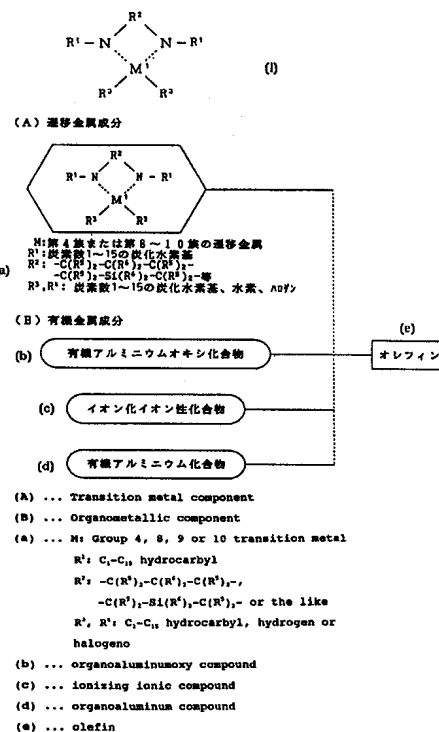 R²
R¹-N N-R¹
M¹
R³ R³
(I)
(A) 遷移金属成分
R²
R¹-N N-R¹
M¹
R³ R³
(a)
M:第4族または第8~10族の遷移金属
R¹:炭素数1~15の炭化水素基
R²: -C(R⁵)₂-C(R⁶)₂-C(R⁵)₂-
-C(R⁵)₂-Si(R⁶)₂-C(R⁵)₂-等
炭素数1~15の炭化水素基、水素、ハロゲン
(B) 有機金属成分
(e)
(b) 有機アルミニウムオキシ化合物
オレフィン
(c) イオン化イオン性化合物
(d) 有機アルミニウム化合物
(A) ... Transition metal component
(B) ... Organometallic component
(a) ... M: Group 4, 8, 9 or 10 transition metal
R¹: C₁-C₁₅ hydrocarbyl
R²: -C(R⁵)₂-C(R⁶)₂-C(R⁵)₂-,
-C(R⁵)₂-Si(R⁶)₂-C(R⁵)₂- or the like
C₁-C₁₅ hydrocarbyl, hydrogen or
halogeno
(b) ... organoaluminumoxy compound
(c) ... ionizing ionic compound
(d) ... organoaluminum compound
(e) ... olefin